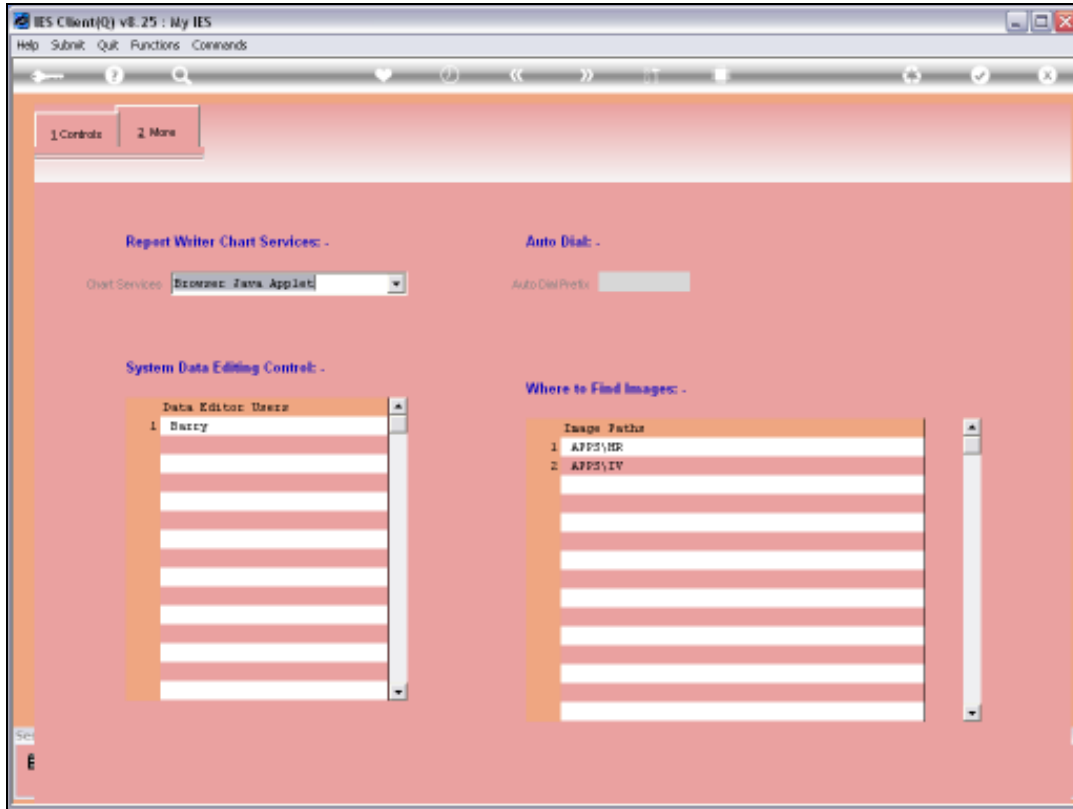 IES Client(Q) v8.25 : My IES
Help Submit Quit Functions Commands
1 Controls 2 More
Report Writer Chart Services: - Auto Dial: -
Chart Services Browser Java Applet Auto Dial Prefix
System Data Editing Control: -
Where to Find Images: -
Data Editor Users
1 Barry
Image Paths
1 APPS\HR
2 APPS\IV